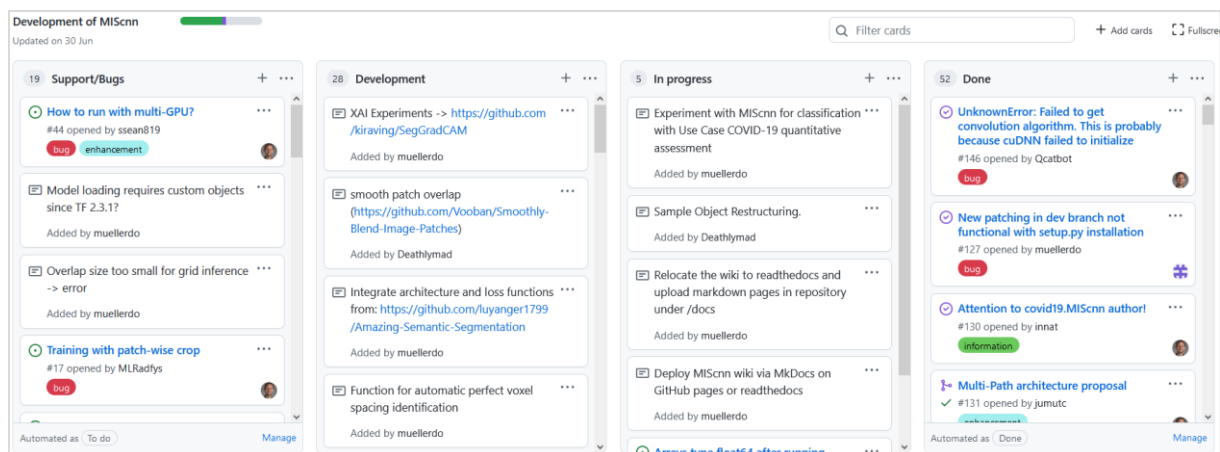 Development of MIScnn
Updated on 30 Jun
Filter cards
+ Add cards
Fullscre
19 Support/Bugs
How to run with multi-GPU?
#44 opened by ssean819
bug enhancement
Model loading requires custom objects
since TF 2.3.1?
Added by muellerdo
Overlap size too small for grid inference
-> error
Added by muellerdo
Training with patch-wise crop
#17 opened by MLRadfys
bug
Automated as To do
Manage
28 Development
XAI Experiments -> https://github.com
/kiraving/SegGradCAM
Added by muellerdo
smooth patch overlap
(https://github.com/Vooban/Smoothly-
Blend-Image-Patches)
Added by Deathlymad
Integrate architecture and loss functions
from: https://github.com/luyanger1799
/Amazing-Semantic-Segmentation
Added by muellerdo
Function for automatic perfect voxel
spacing identification
Added by muellerdo
5 In progress
Experiment with MIScnn for classification
with Use Case COVID-19 quantitative
assessment
Added by muellerdo
Sample Object Restructuring.
Added by Deathlymad
Relocate the wiki to readthedocs and
upload markdown pages in repository
under /docs
Added by muellerdo
Deploy MIScnn wiki via MkDocs on
GitHub pages or readthedocs
Added by muellerdo
Arrays type float64 after running
52 Done
UnknownError: Failed to get
convolution algorithm. This is probably
because cuDNN failed to initialize
#146 opened by Qcatbot
bug
New patching in dev branch not
functional with setup.py installation
#127 opened by muellerdo
bug
Attention to covid19.MIScnn author!
#130 opened by innat
information
Multi-Path architecture proposal
#131 opened by jumutc
enhancement
Automated as Done
Manage